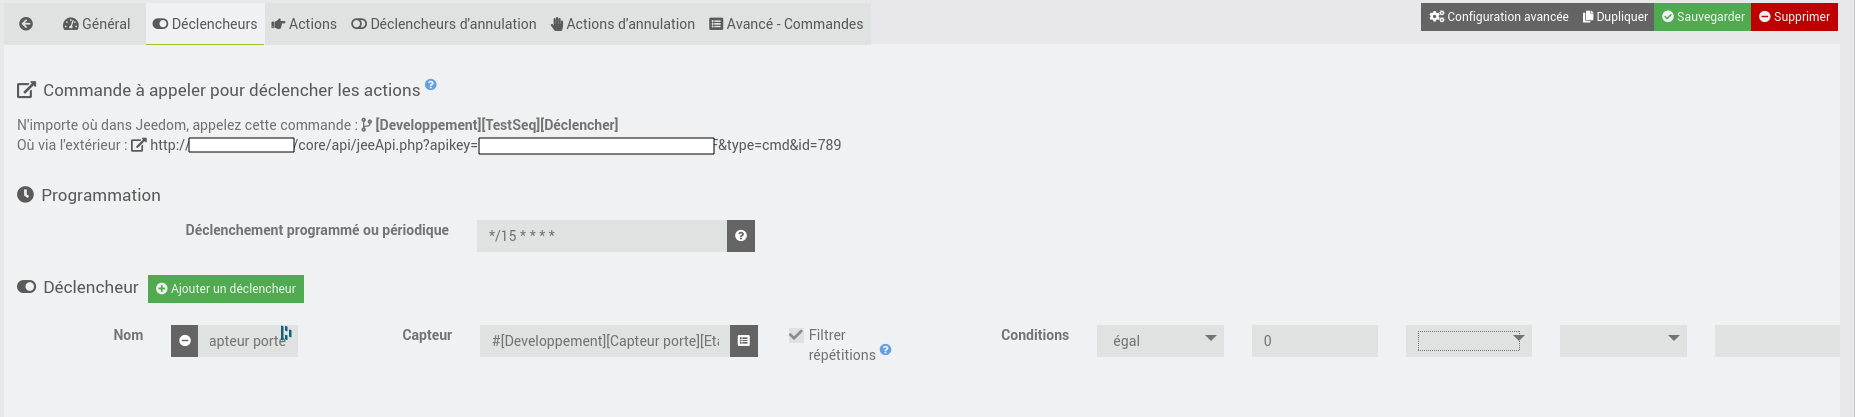 Général Déclencheurs Actions Déclencheurs d'annulation Actions d'annulation Avancé - Commandes
Configuration avancée Dupliquer Sauvegarder Supprimer
Commande à appeler pour déclencher les actions ?
N'importe où dans Jeedom, appelez cette commande : [Developpement][TestSeq][Déclencher]
Où via l'extérieur : http:// /core/api/jeeApi.php?apikey= &type=cmd&id=789
Programmation
Déclenchement programmé ou périodique */15 * * * * ?
Déclencheur Ajouter un déclencheur
Nom apteur porte Capteur #[Developpement][Capteur porte][Eta Filtrer répétitions ? Conditions égal 0